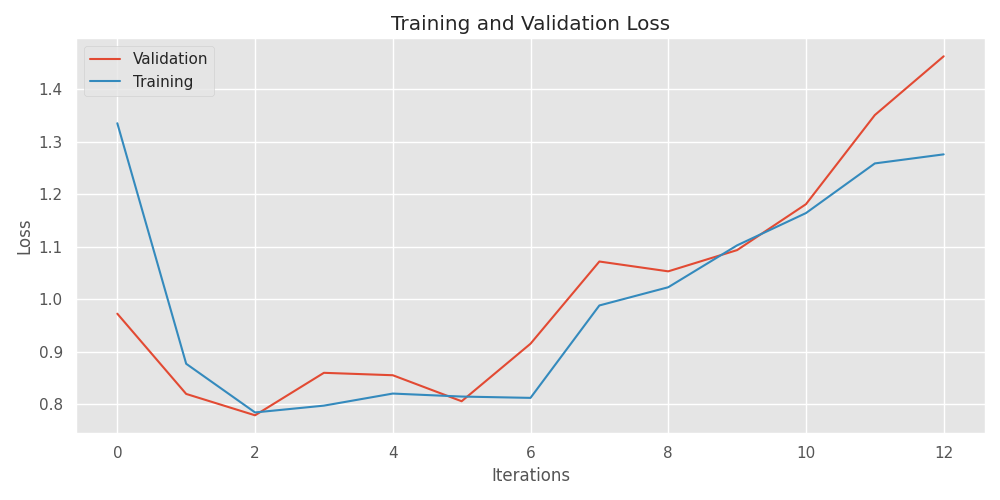 Training and Validation Loss
Validation
Training
1.4
1.3
1.2
1.1
1.0
0.9
0.8
Loss
0 2 4 6 8 10 12
Iterations